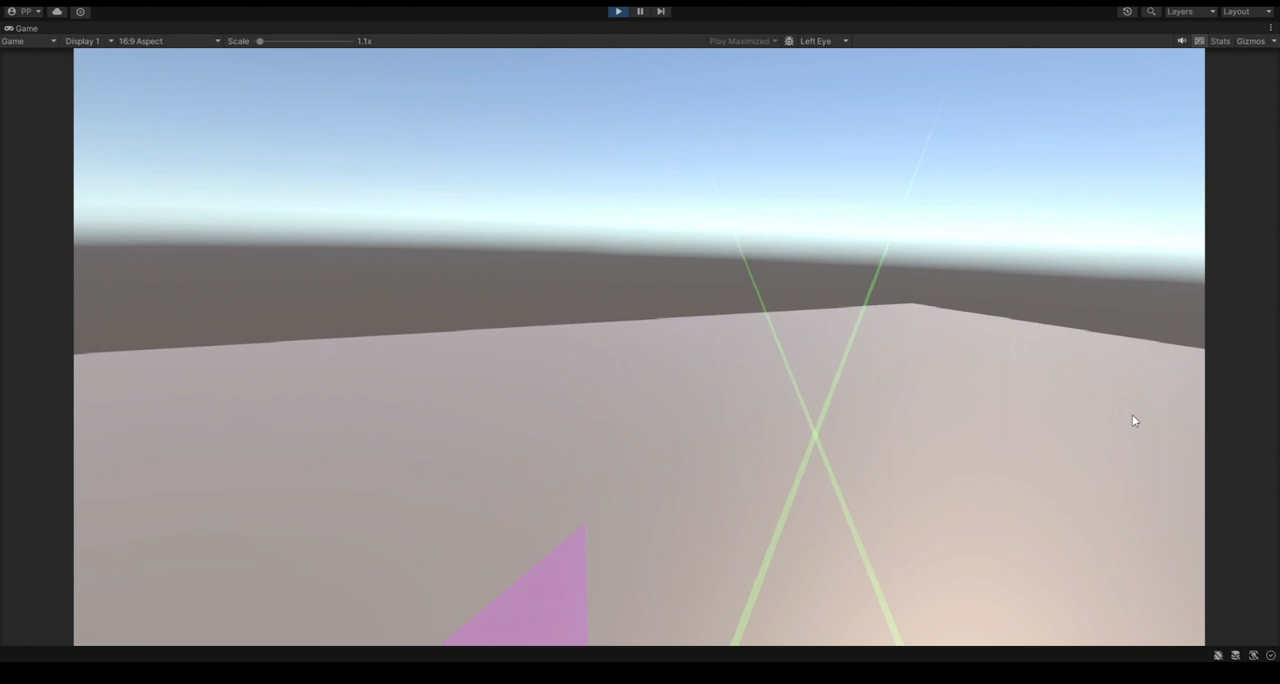 PP Layers Layout
Game
Game Display 1 16:9 Aspect Scale 1.1x Play Maximized Left Eye Stats Gizmos